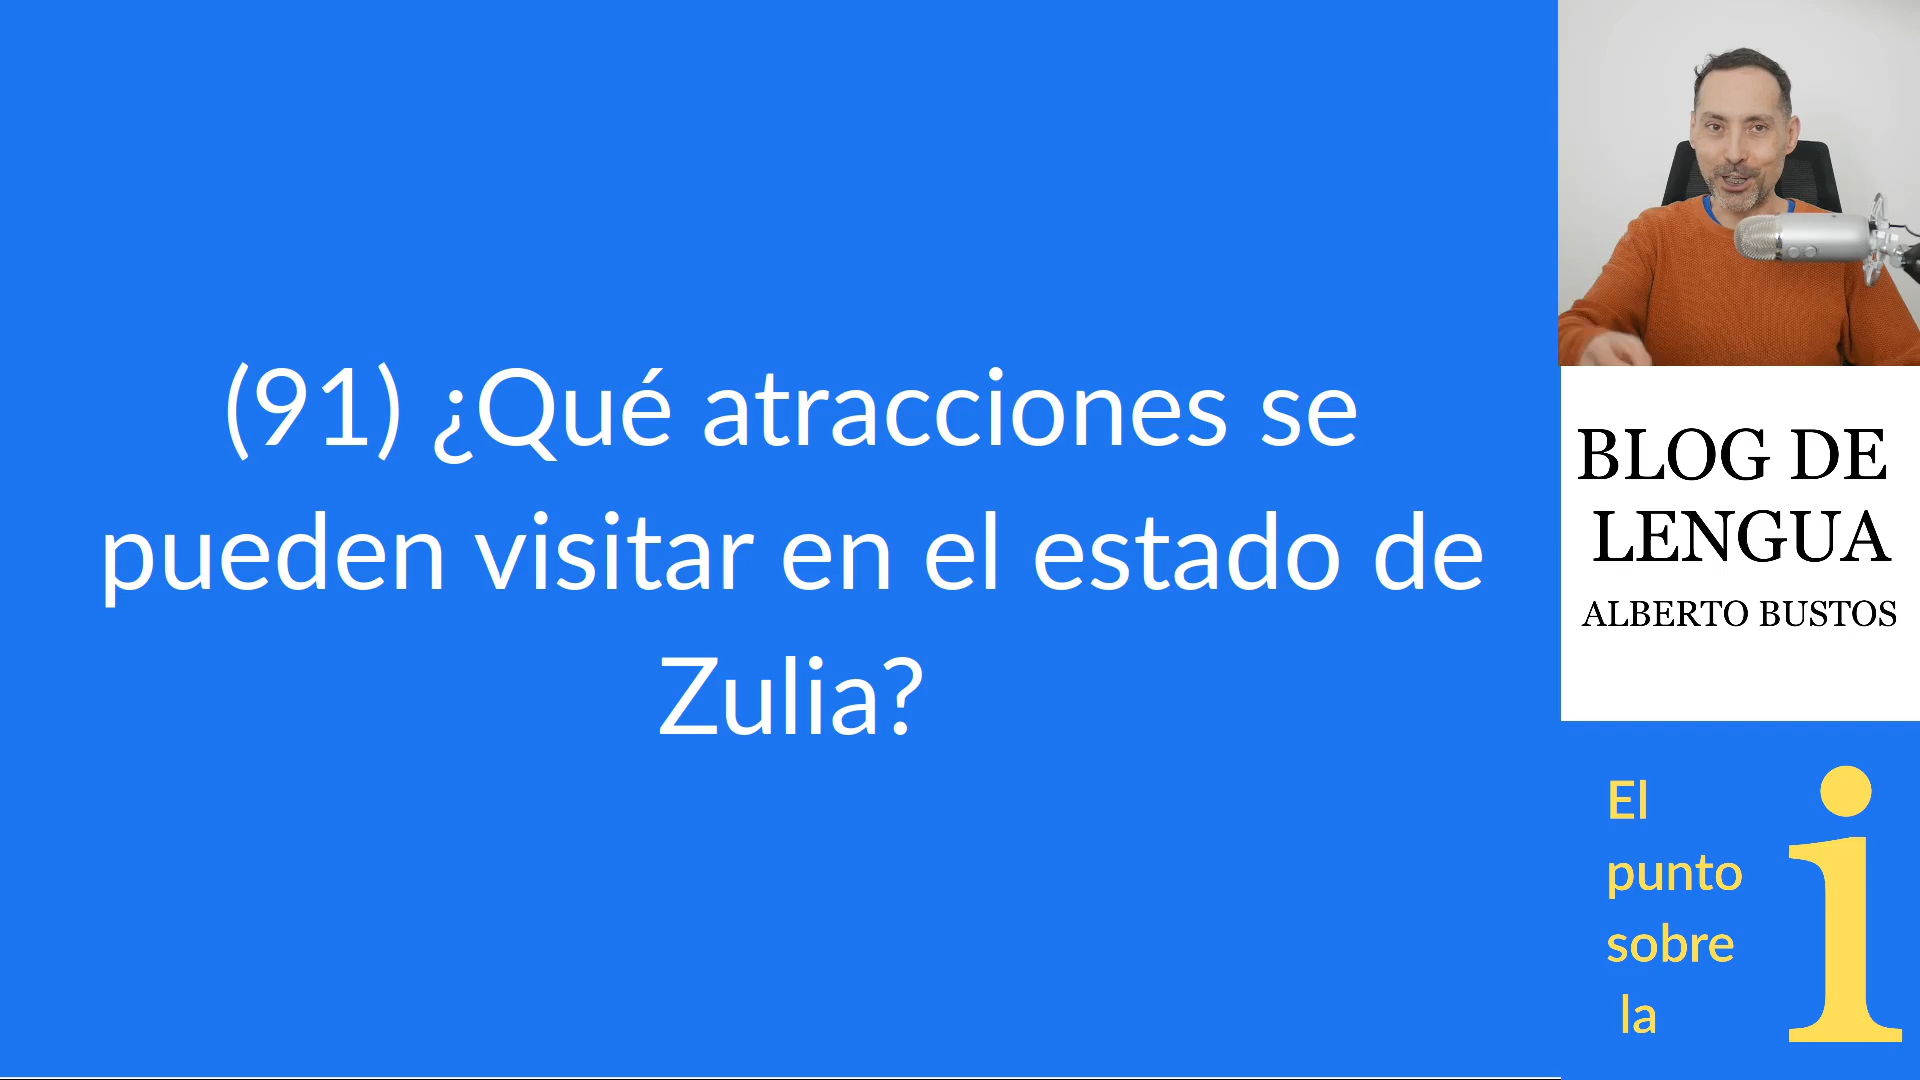 (91) ¿Qué atracciones se
pueden visitar en el estado de
Zulia?
BLOG DE
LENGUA
ALBERTO BUSTOS
El
punto
sobre
la
i